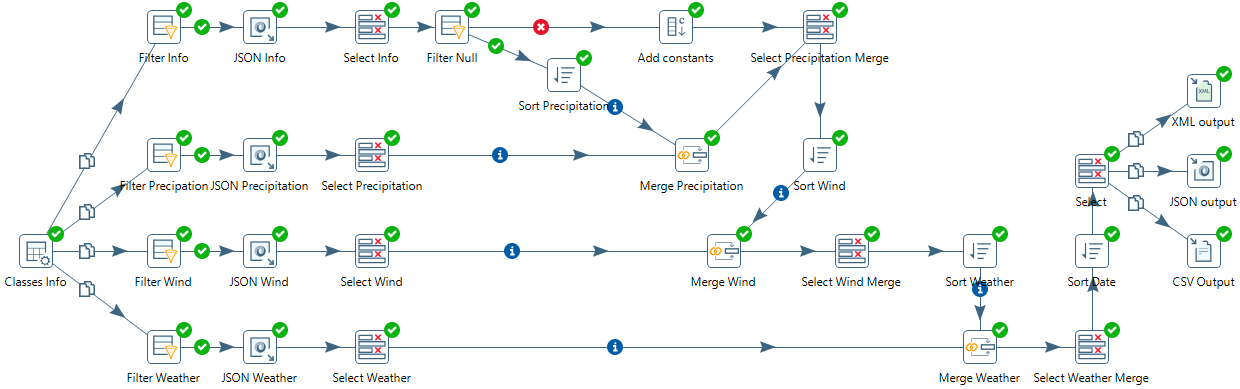 Filter Info
JSON Info
Select Info
Filter Null
Add constants
Select Precipitation Merge
Sort Precipitation
XML
XML output
Filter Precipation
JSON Precipitation
Select Precipitation
Merge Precipitation
Sort Wind
Select
JSON output
Classes Info
Filter Wind
JSON Wind
Select Wind
Merge Wind
Select Wind Merge
Sort Weather
Sort Date
CSV Output
Filter Weather
JSON Weather
Select Weather
Merge Weather
Select Weather Merge